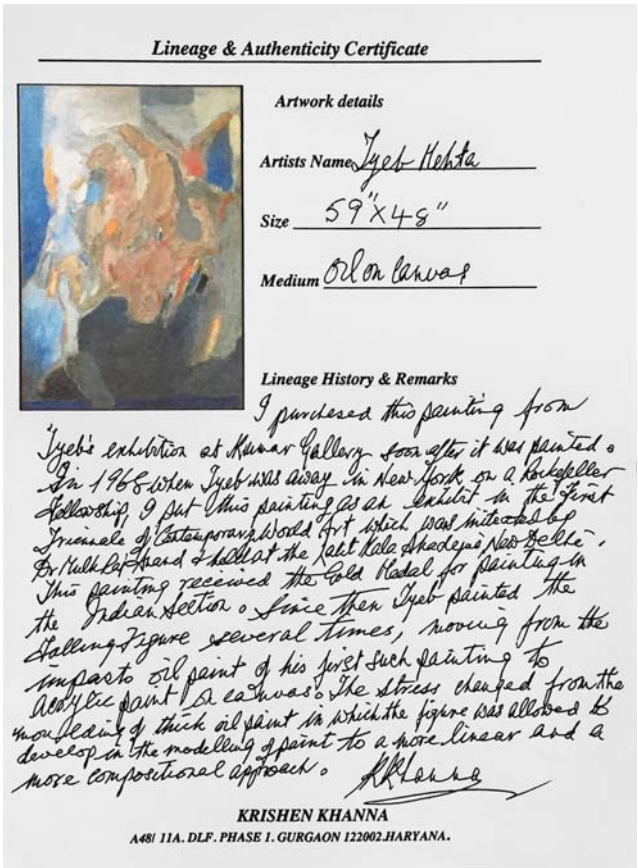 Lineage & Authenticity Certificate
Artwork details
Artists Name Tyeb Mehta
Size 59"X48"
Medium Oil on Canvas
Lineage History & Remarks
I purchesed this painting from
Tyeb's exhibition at Kumar Gallery soon after it was painted.
In 1968 when Tyeb was away in New York on a Rockefeller
Fellowship, I put this painting as an exhibit in the First
Triennale of Contemporary World Art which was initiated by
Dr Mulk Raj Anand & held at the Lalit Kala Akademi New Delhi.
This painting received the Gold Medal for painting in
the Indian Section. Since then Tyeb painted the
Falling Figure several times, moving from the
impasto oil paint of his first such painting to
acrylic paint on canvas. The stress changed from the
moulding of thick oil paint in which the figure was allowed to
develop in the modelling of paint to a more linear and a
more compositional approach. KKhanna
KRISHEN KHANNA
A48/ 11A. DLF. PHASE 1. GURGAON 122002.HARYANA.